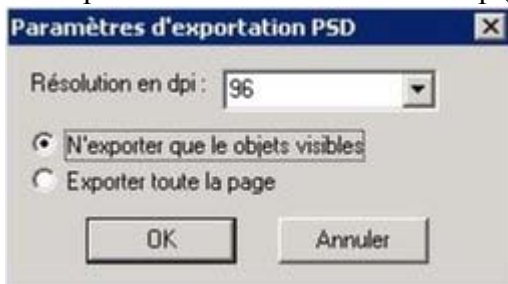 Paramètres d'exportation PSD
Résolution en dpi : 96
N'exporter que le objets visibles
Exporter toute la page
OK Annuler